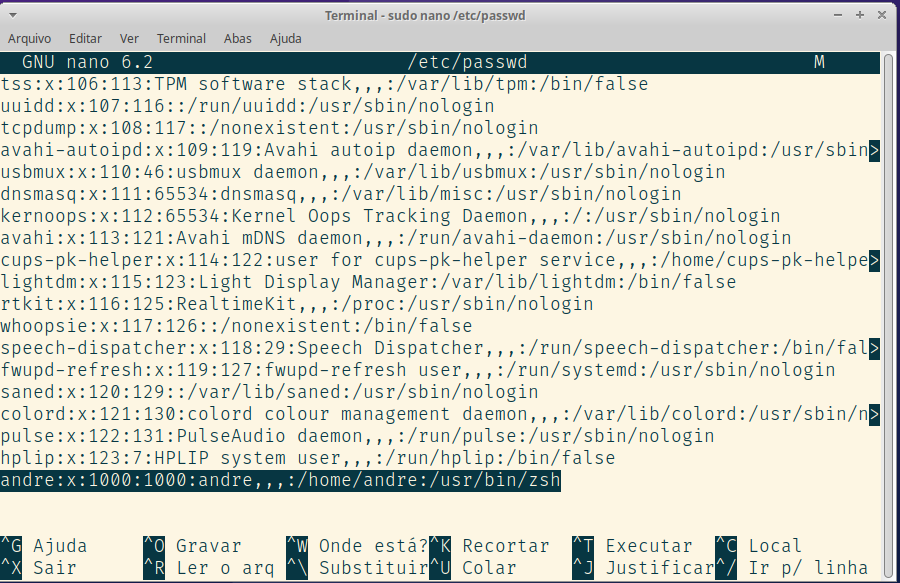 Terminal - sudo nano /etc/passwd
Arquivo Editar Ver Terminal Abas Ajuda
GNU nano 6.2 /etc/passwd M
tss:x:106:113:TPM software stack,,,:/var/lib/tpm:/bin/false
uuidd:x:107:116::/run/uuidd:/usr/sbin/nologin
tcpdump:x:108:117::/nonexistent:/usr/sbin/nologin
avahi-autoipd:x:109:119:Avahi autoip daemon,,,:/var/lib/avahi-autoipd:/usr/sbin>
usbmux:x:110:46:usbmux daemon,,,:/var/lib/usbmux:/usr/sbin/nologin
dnsmasq:x:111:65534:dnsmasq,,,:/var/lib/misc:/usr/sbin/nologin
kernoops:x:112:65534:Kernel Oops Tracking Daemon,,,:/:/usr/sbin/nologin
avahi:x:113:121:Avahi mDNS daemon,,,:/run/avahi-daemon:/usr/sbin/nologin
cups-pk-helper:x:114:122:user for cups-pk-helper service,,,:/home/cups-pk-helpe>
lightdm:x:115:123:Light Display Manager:/var/lib/lightdm:/bin/false
rtkit:x:116:125:RealtimeKit,,,:/proc:/usr/sbin/nologin
whoopsie:x:117:126::/nonexistent:/bin/false
speech-dispatcher:x:118:29:Speech Dispatcher,,,:/run/speech-dispatcher:/bin/fal>
fwupd-refresh:x:119:127:fwupd-refresh user,,,:/run/systemd:/usr/sbin/nologin
saned:x:120:129::/var/lib/saned:/usr/sbin/nologin
colord:x:121:130:colord colour management daemon,,,:/var/lib/colord:/usr/sbin/n>
pulse:x:122:131:PulseAudio daemon,,,:/run/pulse:/usr/sbin/nologin
hplip:x:123:7:HPLIP system user,,,:/run/hplip:/bin/false
andre:x:1000:1000:andre,,,:/home/andre:/usr/bin/zsh
^G Ajuda ^O Gravar ^W Onde está? ^K Recortar ^T Executar ^C Local
^X Sair ^R Ler o arq ^\ Substituir ^U Colar ^J Justificar ^/ Ir p/ linha